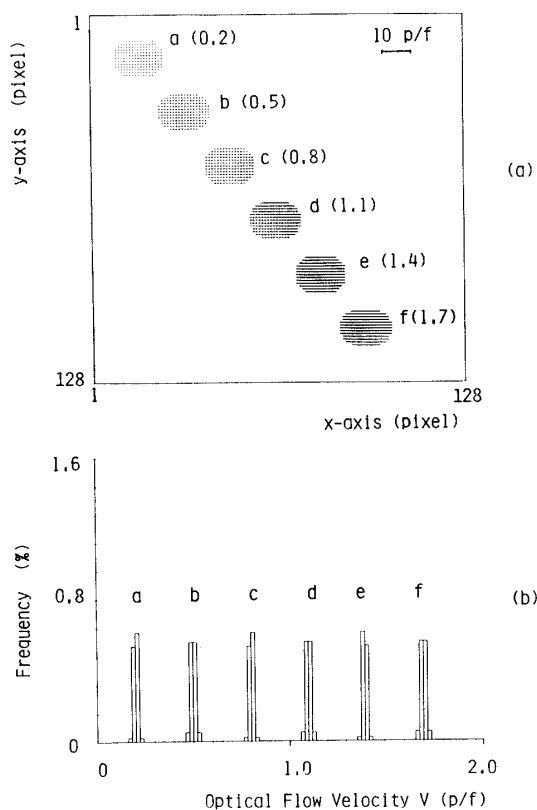 1
10 p/f
a (0.2)
b (0.5)
c (0.8)
d (1.1)
e (1.4)
f(1.7)
y-axis (pixel)
(a)
128
1
128
x-axis (pixel)
1.6
0.8
0
Frequency (%)
a b c d e f
(b)
0 1.0 2.0
Optical Flow Velocity V (p/f)